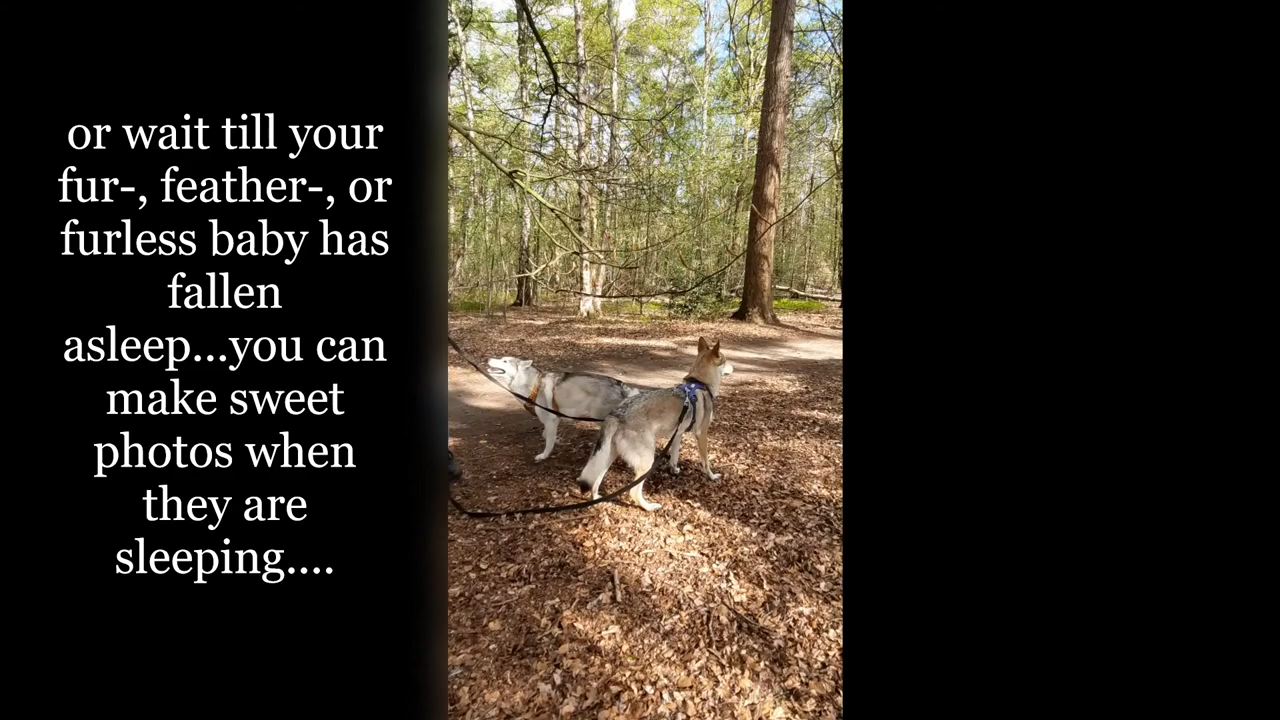 or wait till your
fur-, feather-, or
furless baby has
fallen
asleep...you can
make sweet
photos when
they are
sleeping....